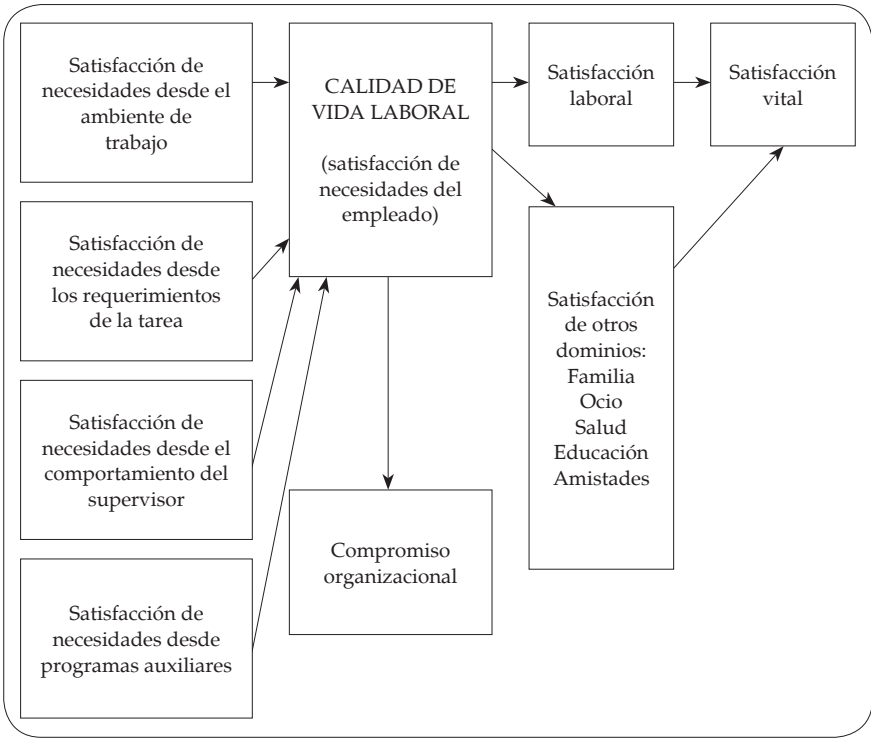 Satisfacción de
necesidades desde el
ambiente de
trabajo
Satisfacción de
necesidades desde
los requerimientos
de la tarea
Satisfacción de
necesidades desde el
comportamiento del
supervisor
Satisfacción de
necesidades desde
programas auxiliares
CALIDAD DE
VIDA LABORAL
(satisfacción de
necesidades del
empleado)
Compromiso
organizacional
Satisfacción
laboral
Satisfacción
de otros
dominios:
Familia
Ocio
Salud
Educación
Amistades
Satisfacción
vital